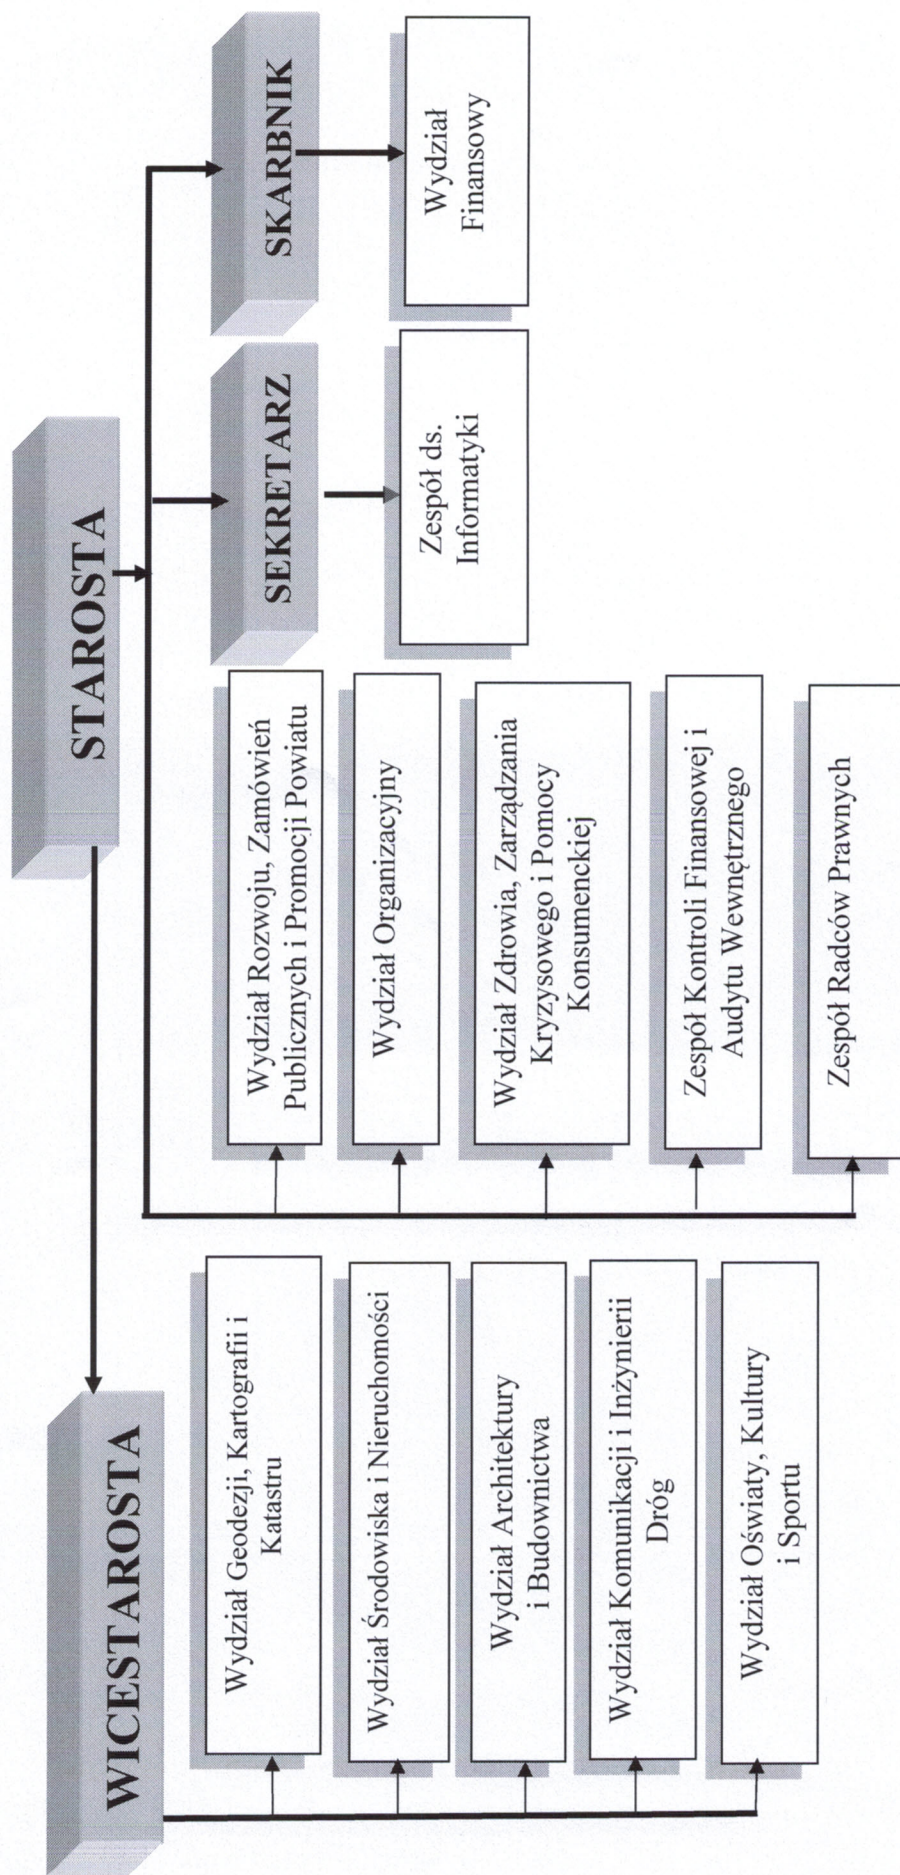 STAROSTA
WICESTAROSTA
Wydział Geodezji, Kartografii i
Katastru
Wydział Środowiska i Nieruchomości
Wydział Architektury
i Budownictwa
Wydział Komunikacji i Inżynierii
Dróg
Wydział Oświaty, Kultury
i Sportu
Wydział Rozwoju, Zamówień
Publicznych i Promocji Powiatu
Wydział Organizacyjny
Wydział Zdrowia, Zarządzania
Kryzysowego i Pomocy
Konsumenckiej
Zespół Kontroli Finansowej i
Audytu Wewnętrznego
Zespół Radców Prawnych
SEKRETARZ
Zespół ds.
Informatyki
SKARBNIK
Wydział
Finansowy